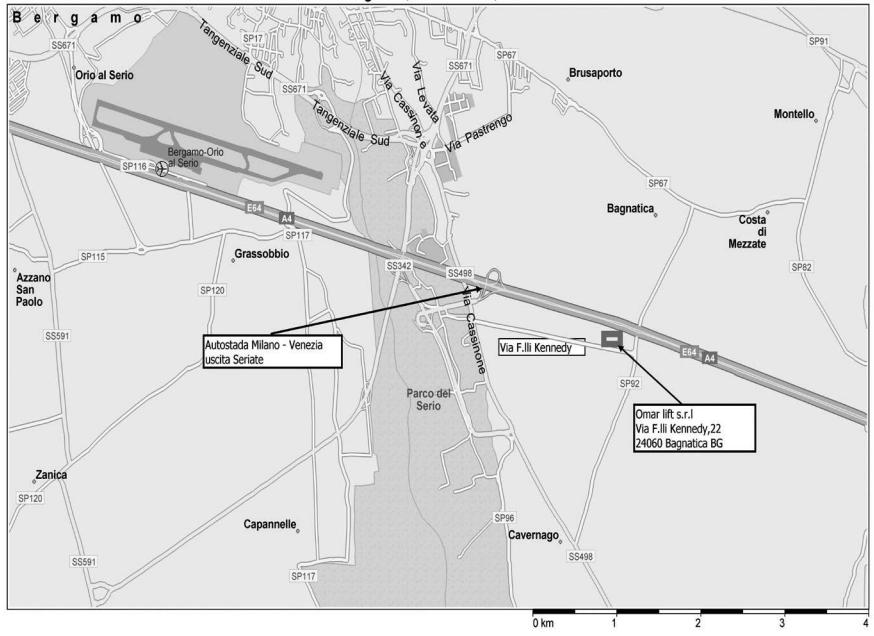 Bergamo
SS671
SP17
Tangenziale Sud
SP67
SP91
Orio al Serio
SS671
SS671
Via Cassinone
Via Levata
Brusaporto
Montello
Tangenziale Sud
Via Pastrengo
Bergamo-Orio
al Serio
SP116
SP67
E64
A4
Bagnatica
Costa
di
Mezzate
SP117
SP115
Grassobbio
SS342
SS498
SP82
Azzano
San
Paolo
SP120
Via Cassinone
SS591
Autostada Milano - Venezia
uscita Seriate
Via F.lli Kennedy
E64
A4
SP92
Parco del
Serio
Omar lift s.r.l
Via F.lli Kennedy,22
24060 Bagnatica BG
Zanica
SP120
Capannelle
SP96
Cavernago
SS591
SS498
SP117
0 km
1
2
3
4